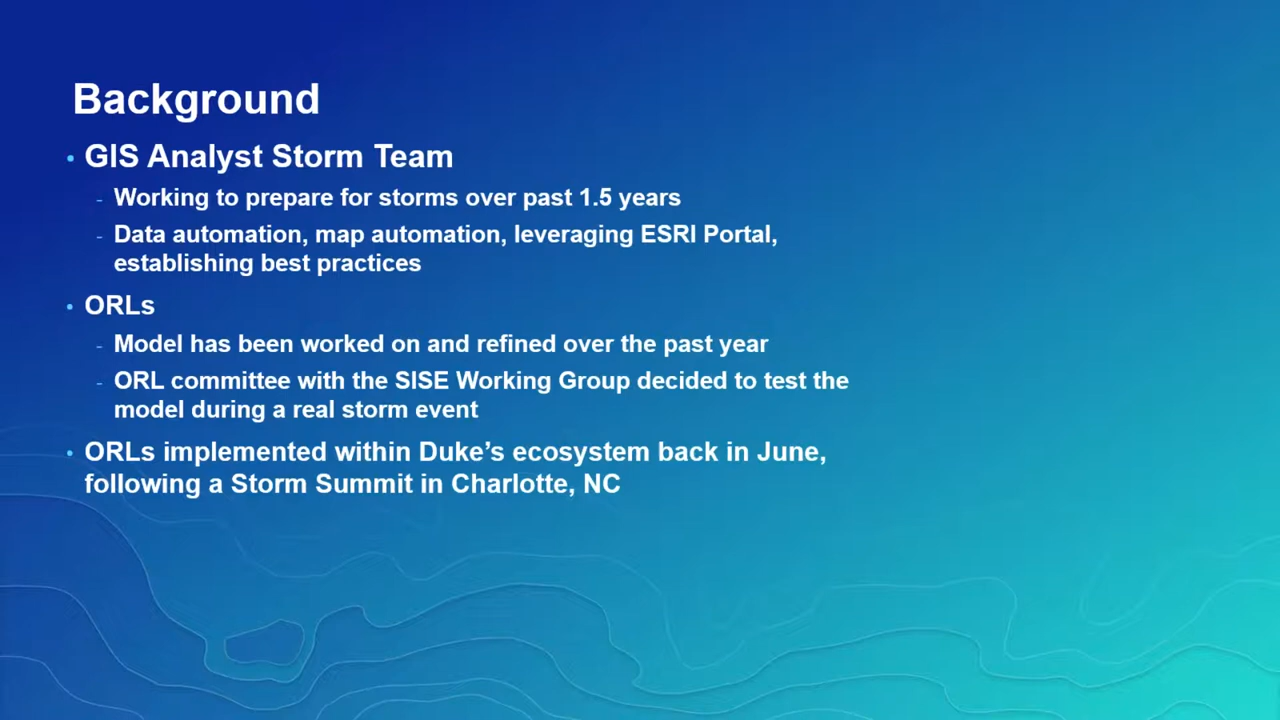 Background
• GIS Analyst Storm Team
- Working to prepare for storms over past 1.5 years
- Data automation, map automation, leveraging ESRI Portal,
establishing best practices
• ORLs
- Model has been worked on and refined over the past year
- ORL committee with the SISE Working Group decided to test the
model during a real storm event
• ORLs implemented within Duke’s ecosystem back in June,
following a Storm Summit in Charlotte, NC